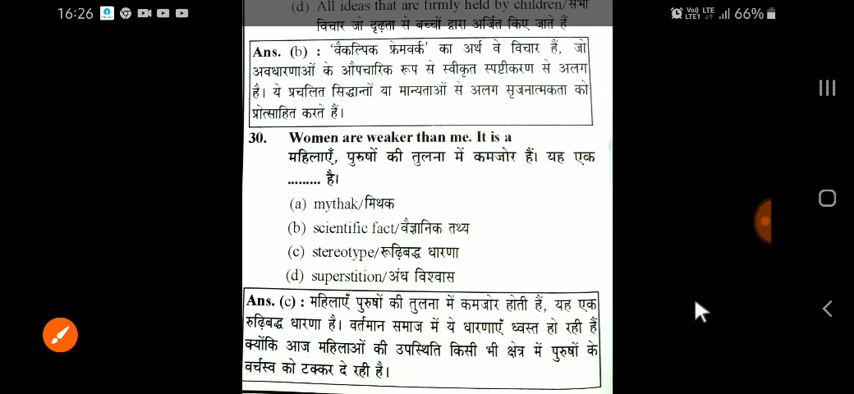 16:26
Vo)) LTE
LTE1 66%
(d) All ideas that are firmly held by children/सभी
विचार जो दृढ़ता से बच्चों द्वारा अर्जित किए जाते हैं
Ans. (b) : 'वैकल्पिक फ्रेमवर्क' का अर्थ वे विचार हैं, जो
अवधारणाओं के औपचारिक रूप से स्वीकृत स्पष्टीकरण से अलग
है। ये प्रचलित सिद्धान्तों या मान्यताओं से अलग सृजनात्मकता को
प्रोत्साहित करते हैं।
30. Women are weaker than me. It is a
महिलाएँ, पुरुषों की तुलना में कमजोर हैं। यह एक
......... है।
(a) mythak/मिथक
(b) scientific fact/वैज्ञानिक तथ्य
(c) stereotype/रूढ़िबद्ध धारणा
(d) superstition/अंध विश्वास
Ans. (c) : महिलाएँ पुरुषों की तुलना में कमजोर होती हैं, यह एक
रुढ़िबद्ध धारणा है। वर्तमान समाज में ये धारणाएँ ध्वस्त हो रही हैं
क्योंकि आज महिलाओं की उपस्थिति किसी भी क्षेत्र में पुरुषों के
वर्चस्व को टक्कर दे रही है।